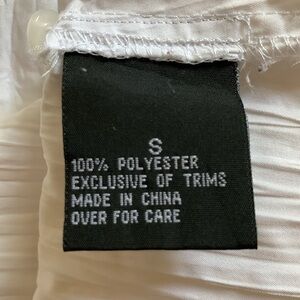 S
100% POLYESTER
EXCLUSIVE OF TRIMS
MADE IN CHINA
OVER FOR CARE